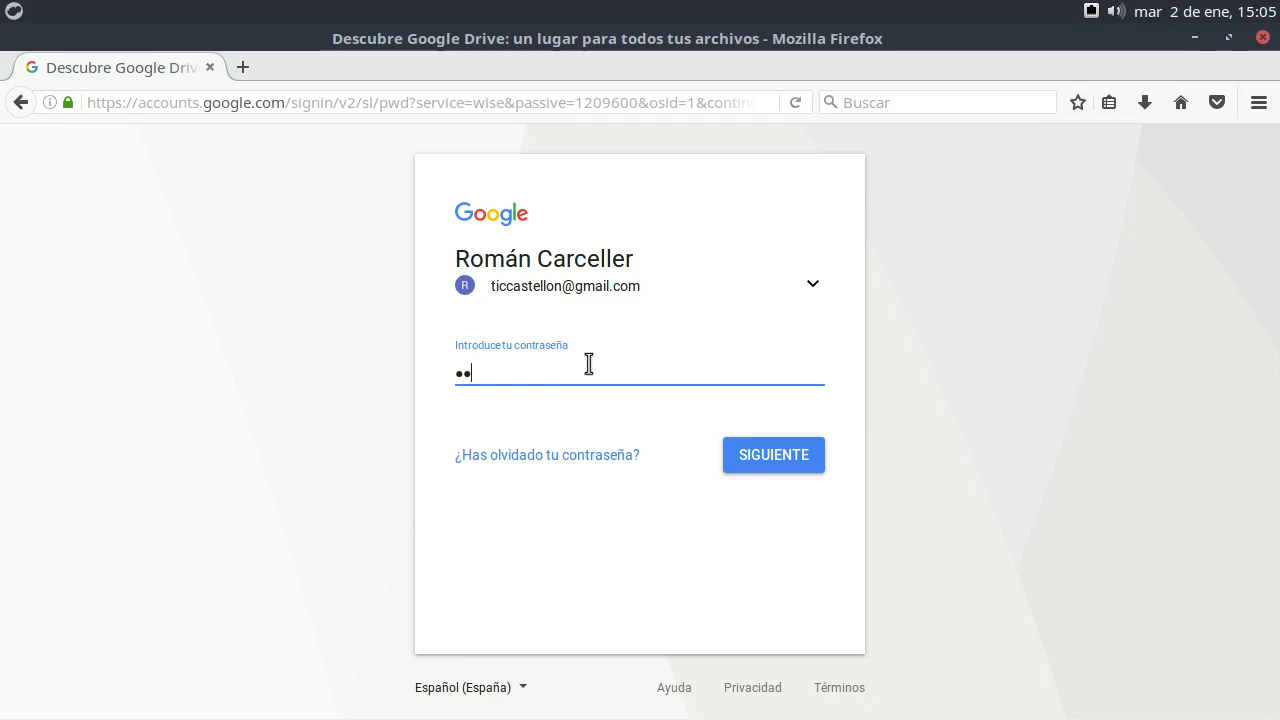 mar 2 de ene, 15:05
Descubre Google Drive: un lugar para todos tus archivos - Mozilla Firefox
Descubre Google Driv
https://accounts.google.com/signin/v2/sl/pwd?service=wise&passive=1209600&osid=1&contin
Buscar
Google
Román Carceller
R
ticcastellon@gmail.com
Introduce tu contraseña
¿Has olvidado tu contraseña?
SIGUIENTE
Español (España)
Ayuda
Privacidad
Términos